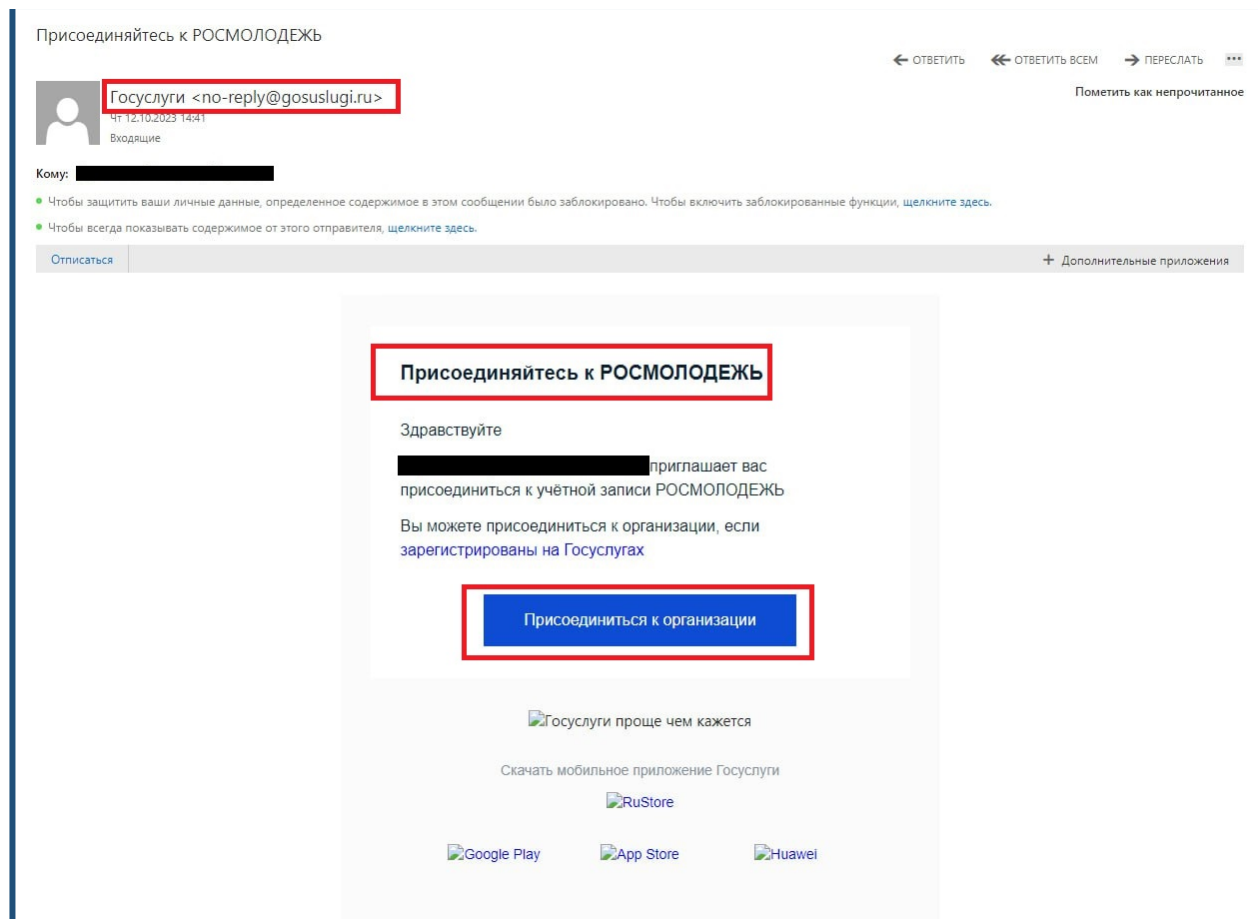 Присоединяйтесь к РОСМОЛОДЕЖЬ
ОТВЕТИТЬ ОТВЕТИТЬ ВСЕМ ПЕРЕСЛАТЬ ...
Госуслуги <no-reply@gosuslugi.ru>
Пометить как непрочитанное
Чт 12.10.2023 14:41
Входящие
Кому:
Чтобы защитить ваши личные данные, определенное содержимое в этом сообщении было заблокировано. Чтобы включить заблокированные функции, щелкните здесь.
Чтобы всегда показывать содержимое от этого отправителя, щелкните здесь.
Отписаться + Дополнительные приложения
Присоединяйтесь к РОСМОЛОДЕЖЬ
Здравствуйте
приглашает вас
присоединиться к учётной записи РОСМОЛОДЕЖЬ
Вы можете присоединиться к организации, если
зарегистрированы на Госуслугах
Присоединиться к организации
Госуслуги проще чем кажется
Скачать мобильное приложение Госуслуги
RuStore
Google Play App Store Huawei